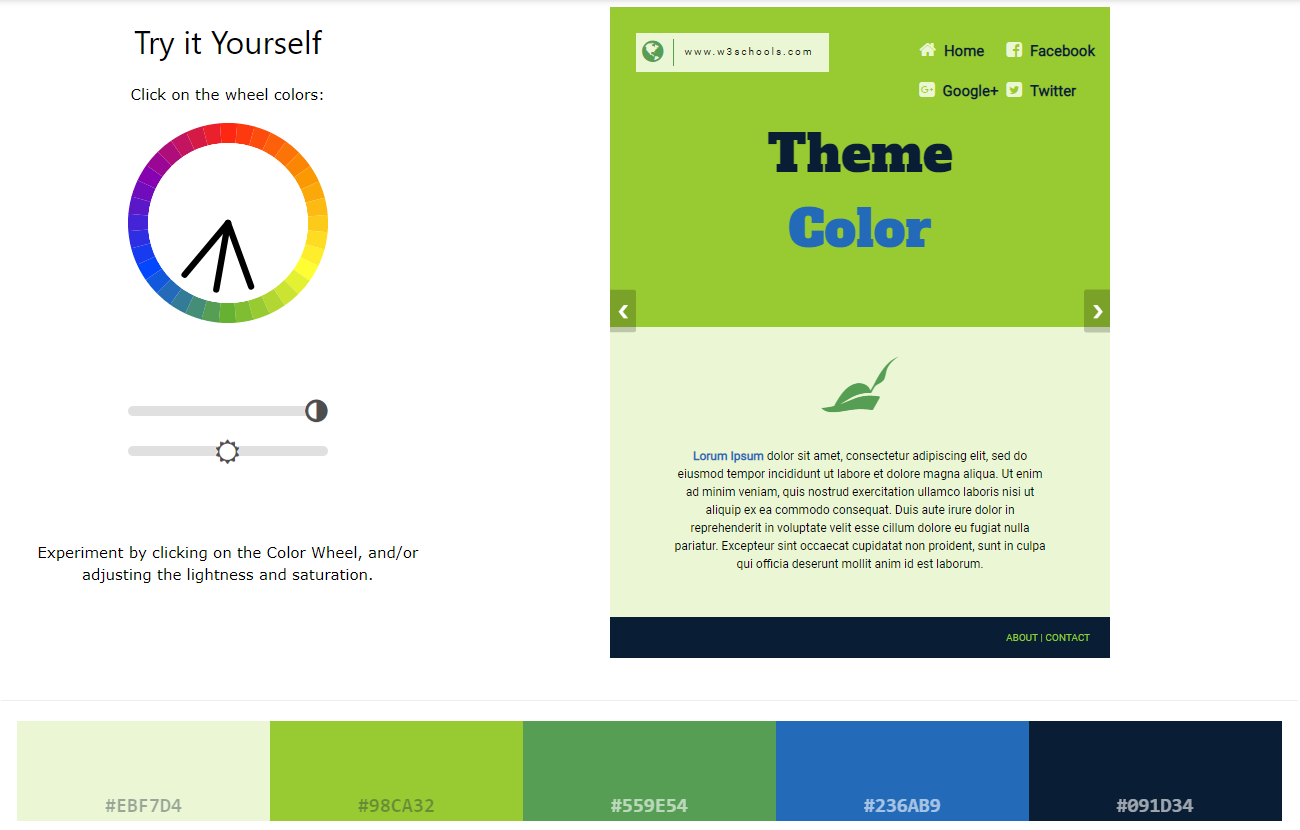 Try it Yourself
Click on the wheel colors:
Experiment by clicking on the Color Wheel, and/or
adjusting the lightness and saturation.
www.w3schools.com
Home
Facebook
Google+
Twitter
Theme
Color
Lorum Ipsum dolor sit amet, consectetur adipiscing elit, sed do
eiusmod tempor incididunt ut labore et dolore magna aliqua. Ut enim
ad minim veniam, quis nostrud exercitation ullamco laboris nisi ut
aliquip ex ea commodo consequat. Duis aute irure dolor in
reprehenderit in voluptate velit esse cillum dolore eu fugiat nulla
pariatur. Excepteur sint occaecat cupidatat non proident, sunt in culpa
qui officia deserunt mollit anim id est laborum.
ABOUT | CONTACT
#EBF7D4
#98CA32
#559E54
#236AB9
#091D34